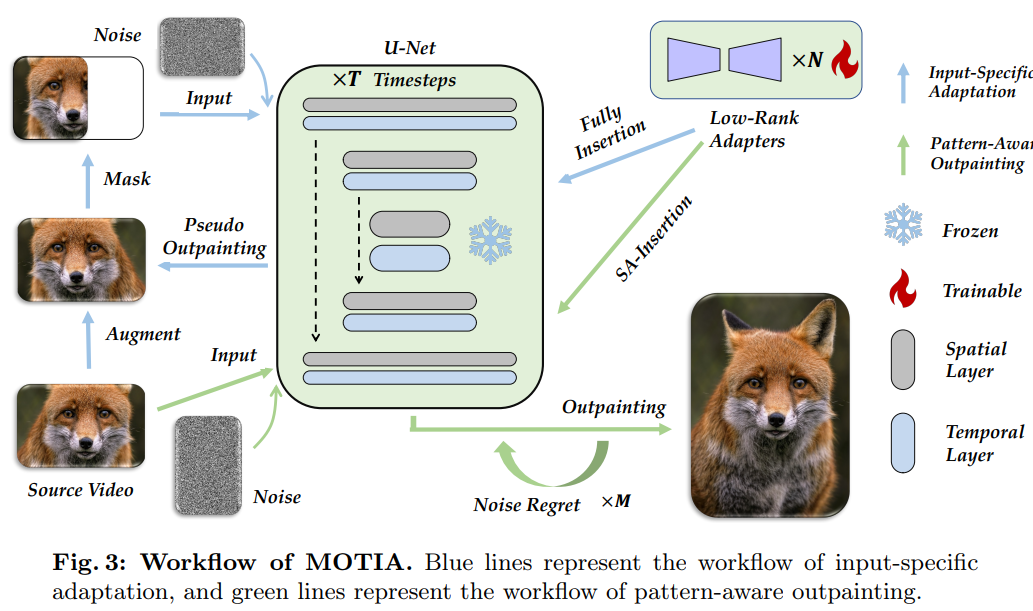 Noise
Input
Mask
Pseudo
Outpainting
Augment
Input
Source Video
Noise
U-Net
×T Timesteps
×N
Low-Rank
Adapters
Fully
Insertion
SA-Insertion
Outpainting
Noise Regret ×M
Input-Specific
Adaptation
Pattern-Aware
Outpainting
Frozen
Trainable
Spatial
Layer
Temporal
Layer
Fig. 3: Workflow of MOTIA. Blue lines represent the workflow of input-specific
adaptation, and green lines represent the workflow of pattern-aware outpainting.